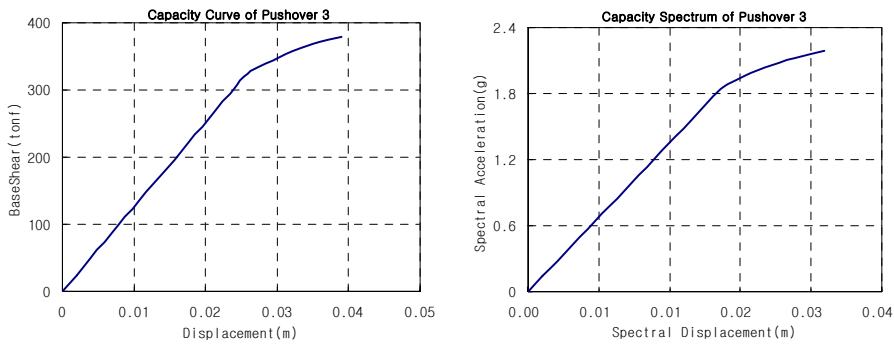 Capacity Curve of Pushover 3
400
300
200
100
0
BaseShear(tonf)
0 0.01 0.02 0.03 0.04 0.05
Displacement(m)
Capacity Spectrum of Pushover 3
2.4
1.8
1.2
0.6
0
Spectral Acceleration(g)
0.00 0.01 0.01 0.02 0.03 0.04
Spectral Displacement(m)